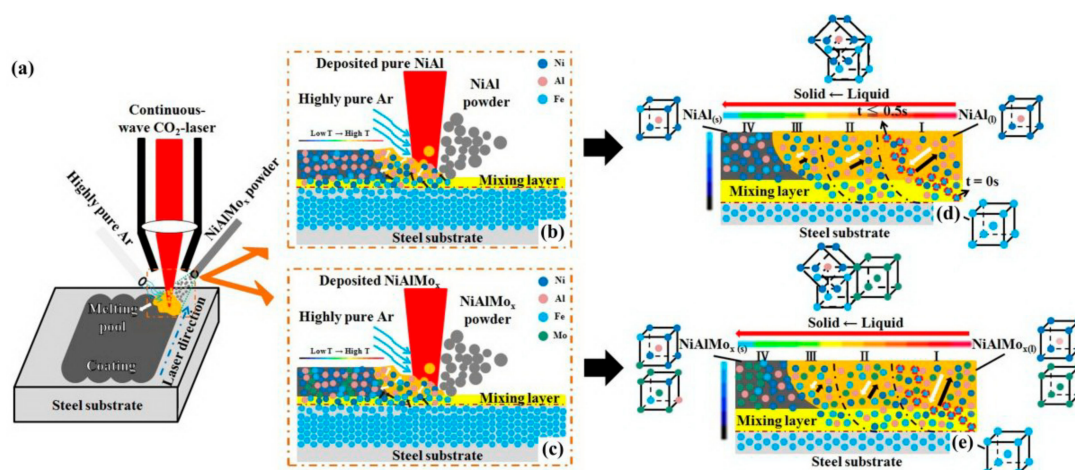 (a)
Continuous-
wave CO₂-laser
Highly pure Ar
NiAlMoₓ powder
Melting
pool
Coating
Laser direction
Steel substrate
Deposited pure NiAl
Highly pure Ar
NiAl
powder
Low T → High T
Ni
Al
Fe
Mixing layer
Steel substrate
(b)
Deposited NiAlMoₓ
Highly pure Ar
NiAlMoₓ
powder
Low T → High T
Ni
Al
Fe
Mo
Mixing layer
Steel substrate
(c)
Solid ← Liquid
t ≤ 0.5s
NiAl(s)
IV
III
II
I
NiAl(l)
Mixing layer
t = 0s
(d)
Steel substrate
Solid ← Liquid
NiAlMoₓ (s)
IV
III
II
I
NiAlMoₓ(l)
Mixing layer
(e)
Steel substrate